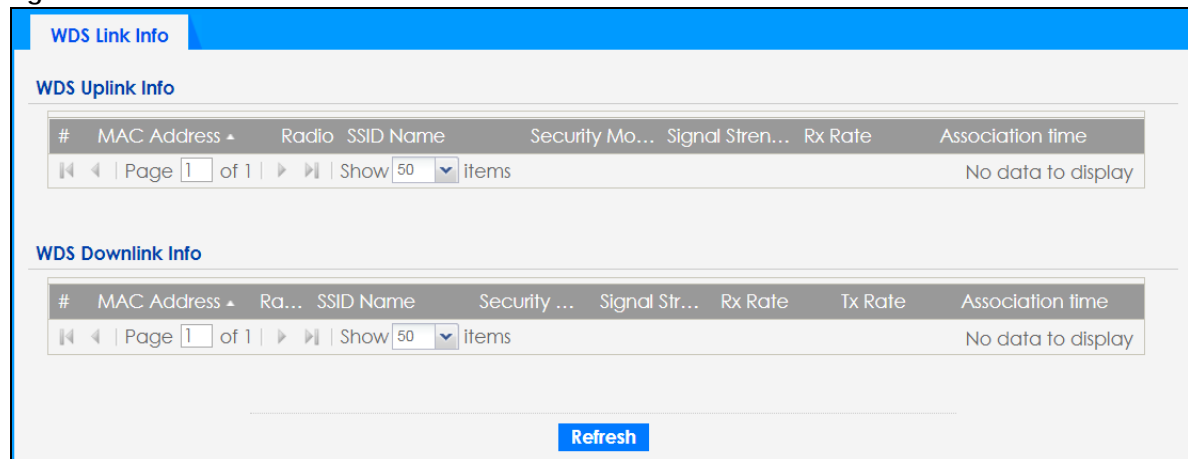 WDS Link Info
WDS Uplink Info
# MAC Address Radio SSID Name Security Mo... Signal Stren... Rx Rate Association time
Page 1 of 1 Show 50 items No data to display
WDS Downlink Info
# MAC Address Ra... SSID Name Security ... Signal Str... Rx Rate Tx Rate Association time
Page 1 of 1 Show 50 items No data to display
Refresh